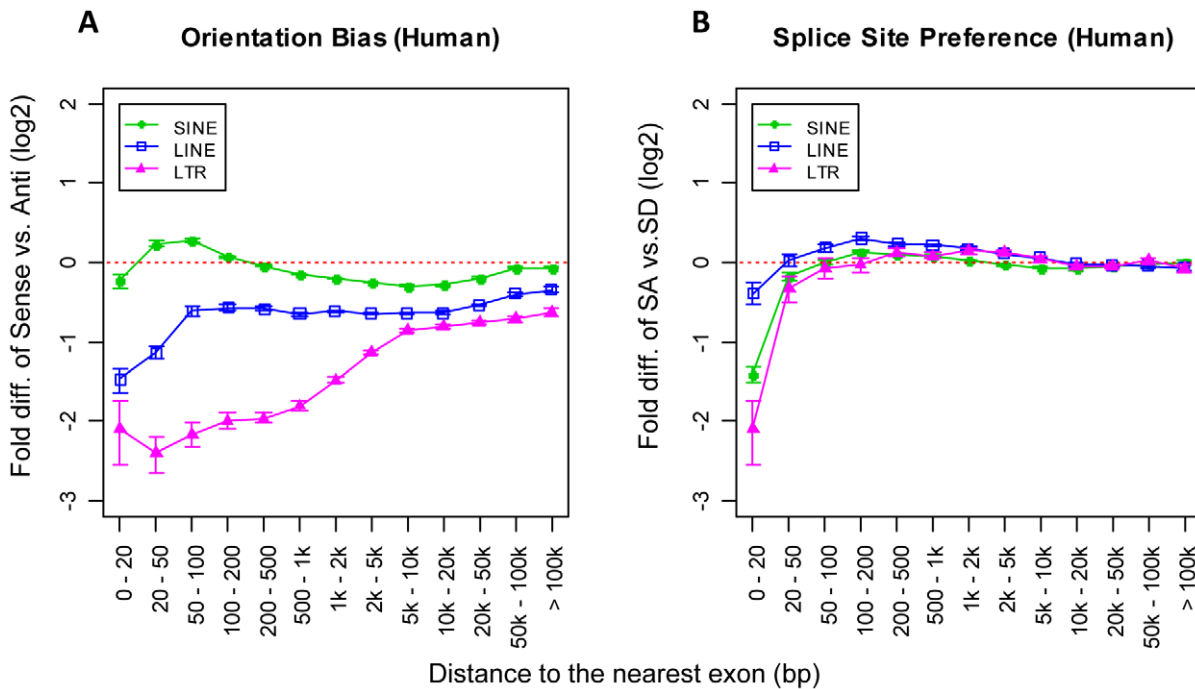 A
Orientation Bias (Human)
Fold diff. of Sense vs. Anti (log2)
2
1
0
-1
-2
-3
SINE
LINE
LTR
0 - 20
20 - 50
50 - 100
100 - 200
200 - 500
500 - 1k
1k - 2k
2k - 5k
5k - 10k
10k - 20k
20k - 50k
50k - 100k
> 100k
B
Splice Site Preference (Human)
Fold diff. of SA vs.SD (log2)
2
1
0
-1
-2
-3
SINE
LINE
LTR
0 - 20
20 - 50
50 - 100
100 - 200
200 - 500
500 - 1k
1k - 2k
2k - 5k
5k - 10k
10k - 20k
20k - 50k
50k - 100k
> 100k
Distance to the nearest exon (bp)